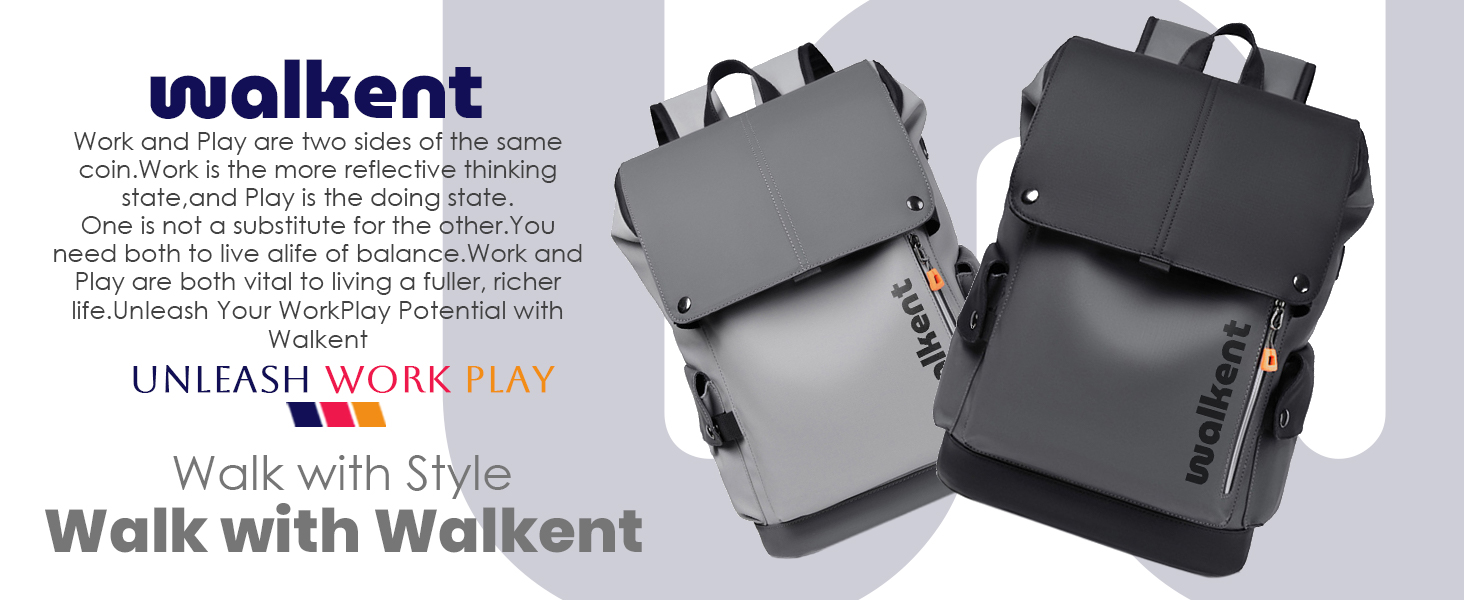 walkent
Work and Play are two sides of the same
coin.Work is the more reflective thinking
state,and Play is the doing state.
One is not a substitute for the other.You
need both to live alife of balance.Work and
Play are both vital to living a fuller, richer
life.Unleash Your WorkPlay Potential with
Walkent
UNLEASH WORK PLAY
Walk with Style
Walk with Walkent
walkent
walkent